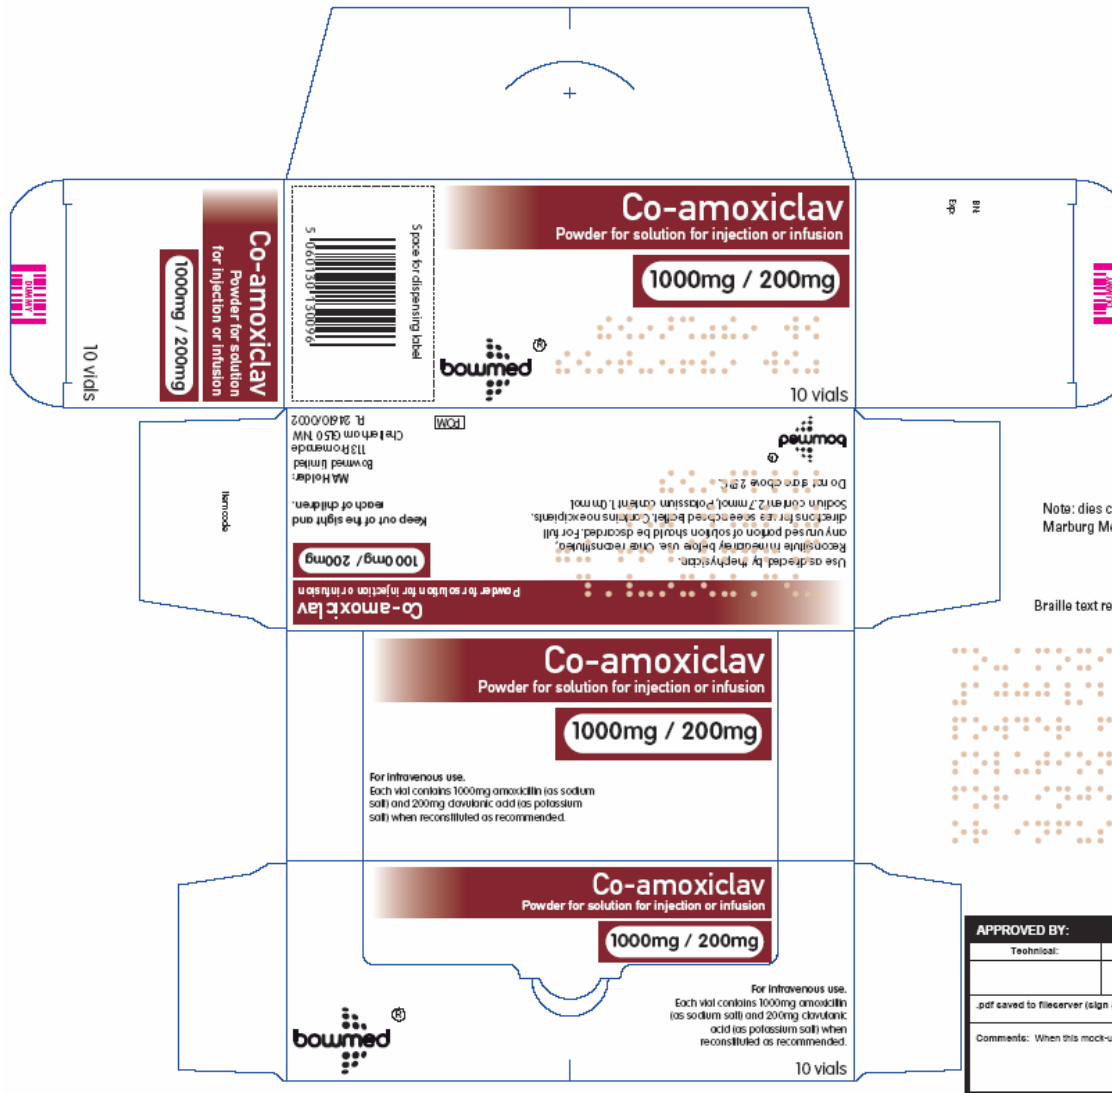 Co-amoxiclav
Powder for solution for injection or infusion
1000mg / 200mg
bowmed®
10 vials
Space for dispensing label
5 060130 130096
Co-amoxiclav
Powder for solution
for injection or infusion
1000mg / 200mg
10 vials
DUMMY
BN:
Exp:
DUMMY
Co-amoxiclav
Powder for solution for injection or infusion
1000mg / 200mg
Use as directed by the physician.
Reconstitute immediately before use. Once reconstituted,
any unused portion of solution should be discarded. For full
directions for use see enclosed leaflet. Contains no excipients.
Sodium content 2.7mmol, Potassium content 1.0mmol
Do not store above 25°C.
Keep out of the sight and
reach of children.
MA Holder:
Bowmed Limited
113 Promenade
Cheltenham GL50 1NW
PL 24610/0002
POM
bowmed®
Item code
Co-amoxiclav
Powder for solution for injection or infusion
1000mg / 200mg
For intravenous use.
Each vial contains 1000mg amoxicillin (as sodium
salt) and 200mg clavulanic acid (as potassium
salt) when reconstituted as recommended.
Co-amoxiclav
Powder for solution for injection or infusion
1000mg / 200mg
For intravenous use.
Each vial contains 1000mg amoxicillin
(as sodium salt) and 200mg clavulanic
acid (as potassium salt) when
reconstituted as recommended.
bowmed®
10 vials
Note: dies c
Marburg Me
Braille text re
APPROVED BY:
Technical:
.pdf saved to fileserver (sign
Comments: When this mock-u